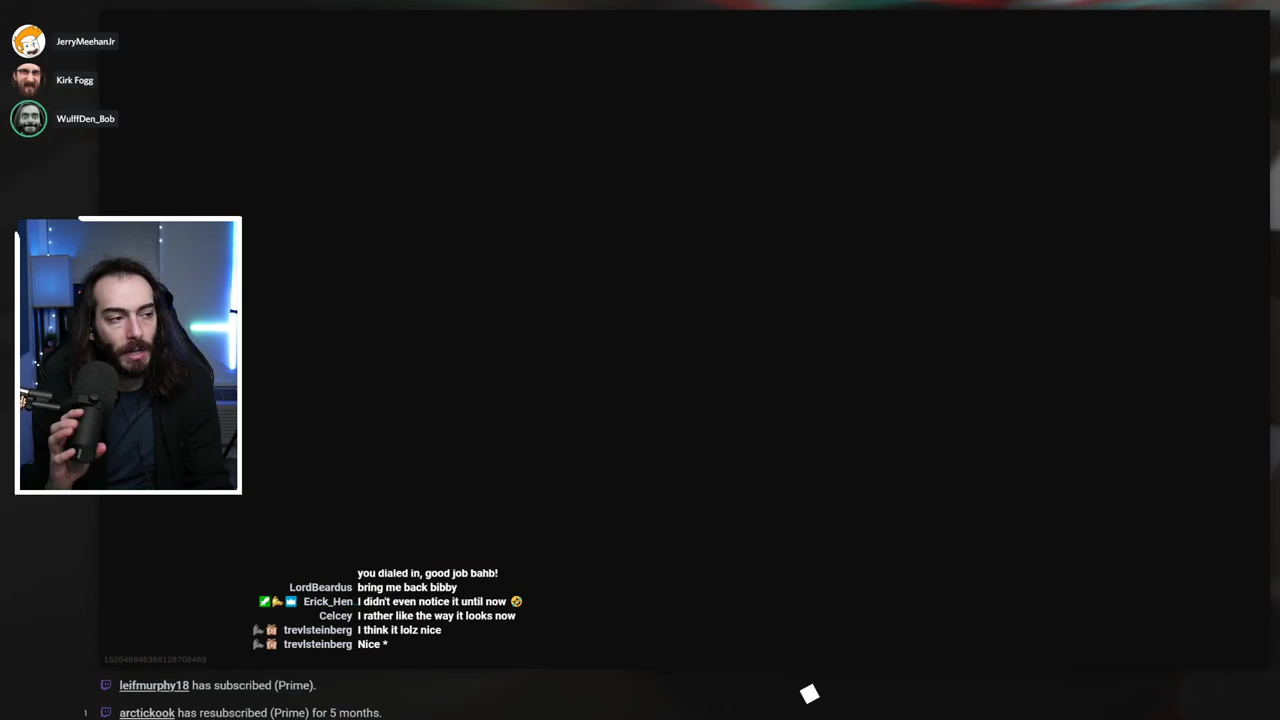 JerryMeehanJr
Kirk Fogg
WulffDen_Bob
you dialed in, good job bahb!
LordBeardus bring me back bibby
Erick_Hen I didn't even notice it until now 🤣
Celcey I rather like the way it looks now
trevlsteinberg I think it lolz nice
trevlsteinberg Nice *
leifmurphy18 has subscribed (Prime).
1 arctickook has resubscribed (Prime) for 5 months.